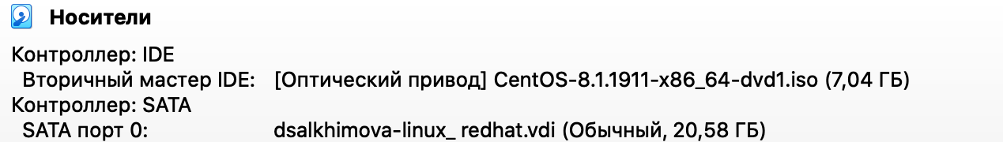 Носители
Контроллер: IDE
Вторичный мастер IDE: [Оптический привод] CentOS-8.1.1911-x86_64-dvd1.iso (7,04 ГБ)
Контроллер: SATA
SATA порт 0: dsalkhimova-linux_ redhat.vdi (Обычный, 20,58 ГБ)